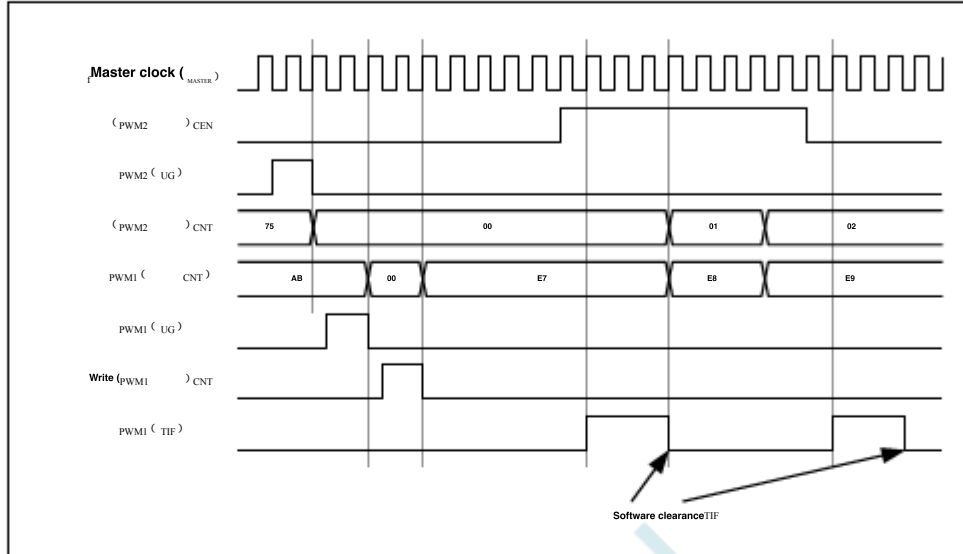 fMaster clock ( MASTER )
( PWM2 ) CEN
PWM2 ( UG )
( PWM2 ) CNT 75 00 01 02
PWM1 ( CNT ) AB 00 E7 E8 E9
PWM1 ( UG )
Write (PWM1 ) CNT
PWM1 ( TIF )
Software clearanceTIF